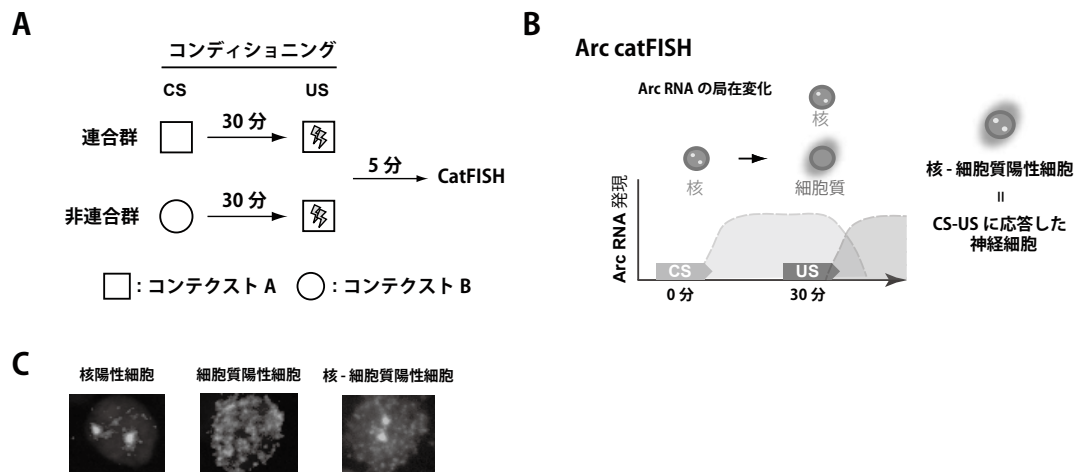 A
コンディショニング
CS US
連合群 30 分
5 分 CatFISH
非連合群 30 分
: コンテクスト A : コンテクスト B
B
Arc catFISH
Arc RNA の局在変化
核
核 細胞質
Arc RNA 発現
CS US
0 分 30 分
核 - 細胞質陽性細胞
=
CS-US に応答した
神経細胞
C
核陽性細胞 細胞質陽性細胞 核 - 細胞質陽性細胞